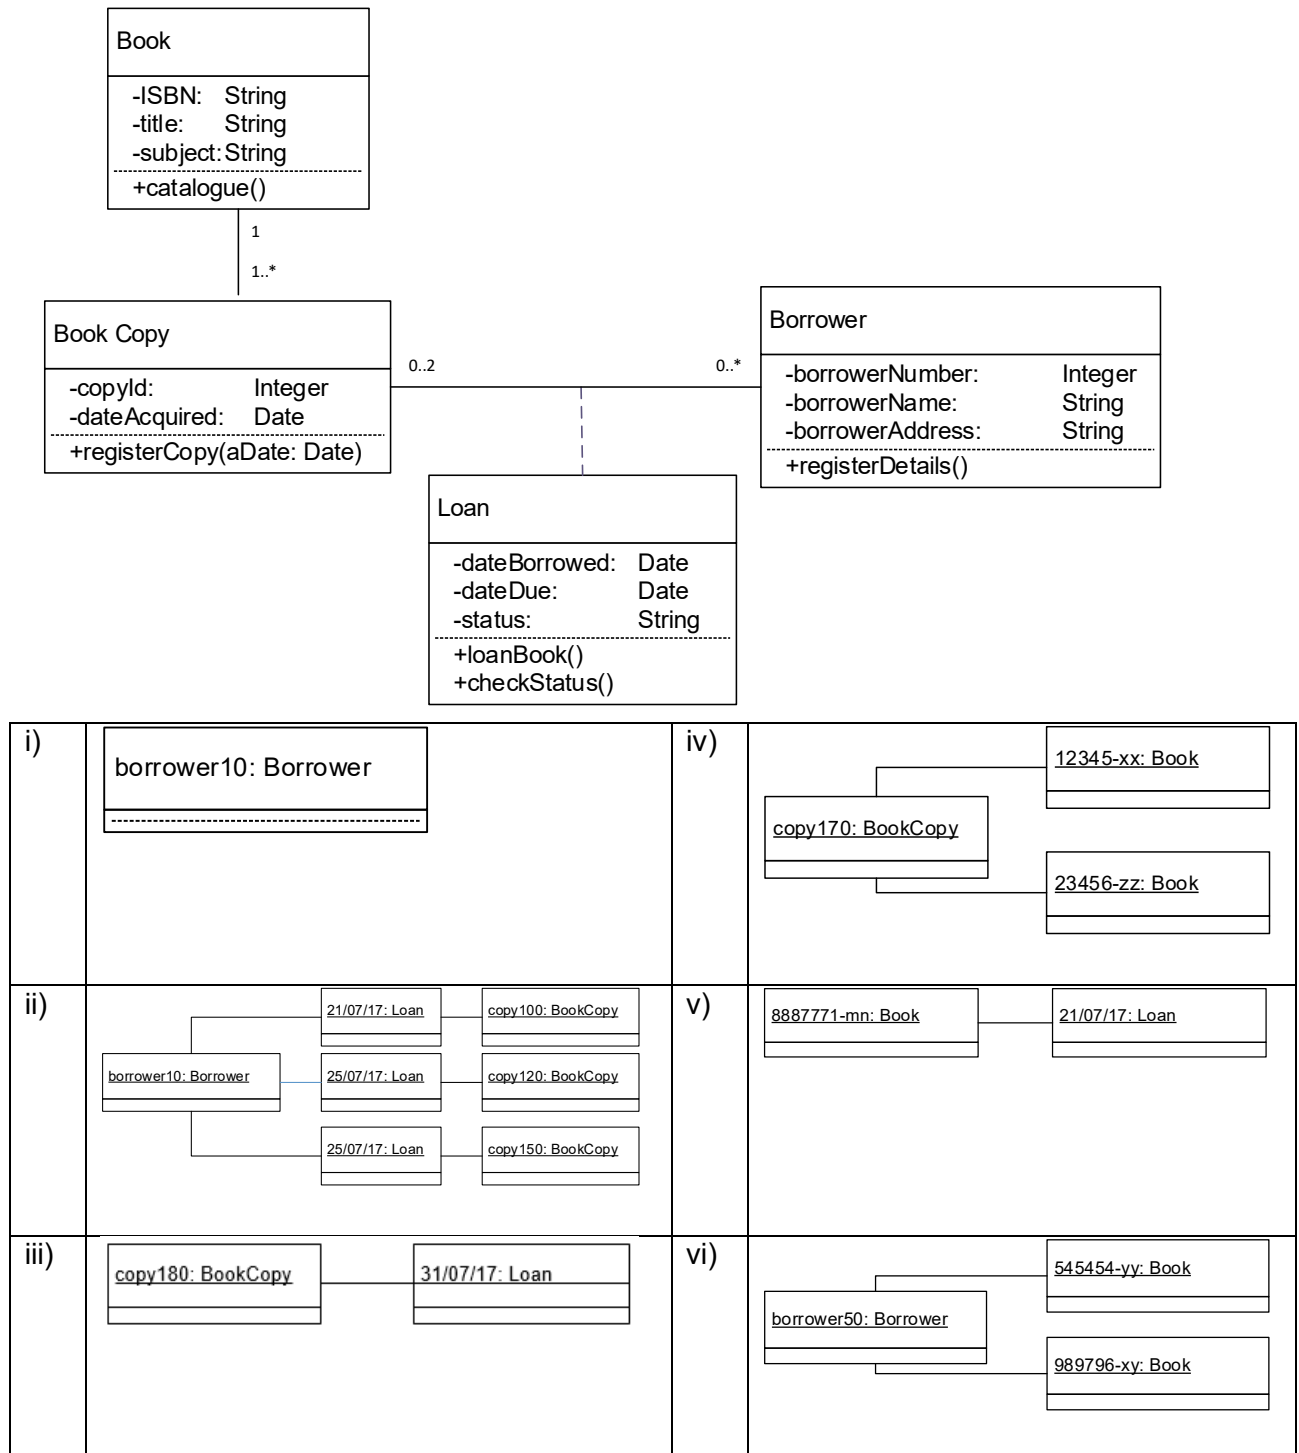 Book
-ISBN: String
-title: String
-subject: String
+catalogue()
1
1..*
Book Copy
-copyId: Integer
-dateAcquired: Date
+registerCopy(aDate: Date)
0..2
0..*
Borrower
-borrowerNumber: Integer
-borrowerName: String
-borrowerAddress: String
+registerDetails()
Loan
-dateBorrowed: Date
-dateDue: Date
-status: String
+loanBook()
+checkStatus()
i)
borrower10: Borrower
iv)
12345-xx: Book
copy170: BookCopy
23456-zz: Book
ii)
21/07/17: Loan
copy100: BookCopy
borrower10: Borrower
25/07/17: Loan
copy120: BookCopy
25/07/17: Loan
copy150: BookCopy
v)
8887771-mn: Book
21/07/17: Loan
iii)
copy180: BookCopy
31/07/17: Loan
vi)
545454-yy: Book
borrower50: Borrower
989796-xy: Book